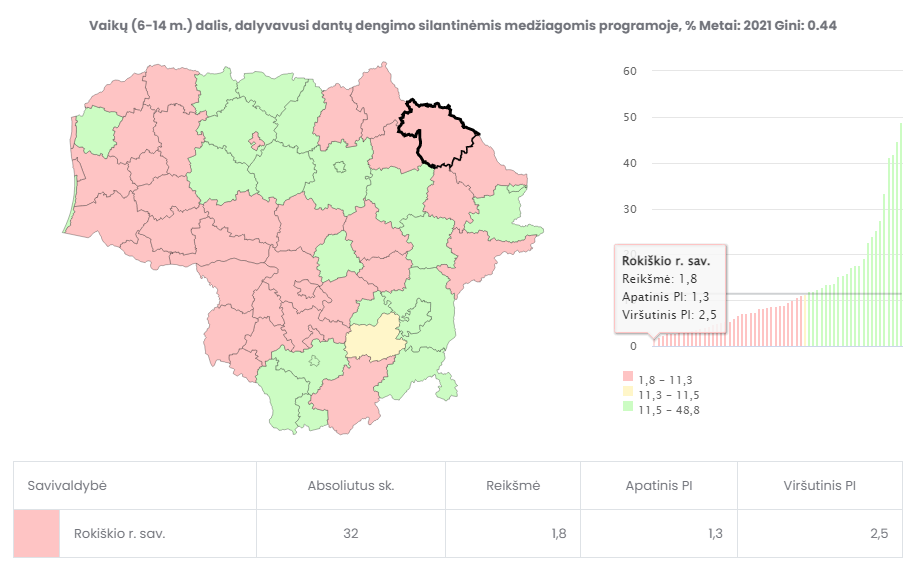 Vaikų (6-14 m.) dalis, dalyvavusi dantų dengimo silantinėmis medžiagomis programoje, % Metai: 2021 Gini: 0.44
60
50
40
30
20
0
Rokiškio r. sav.
Reikšmė: 1,8
Apatinis PI: 1,3
Viršutinis PI: 2,5
1,8 – 11,3
11,3 – 11,5
11,5 – 48,8
Savivaldybė Absoliutus sk. Reikšmė Apatinis PI Viršutinis PI
Rokiškio r. sav. 32 1,8 1,3 2,5